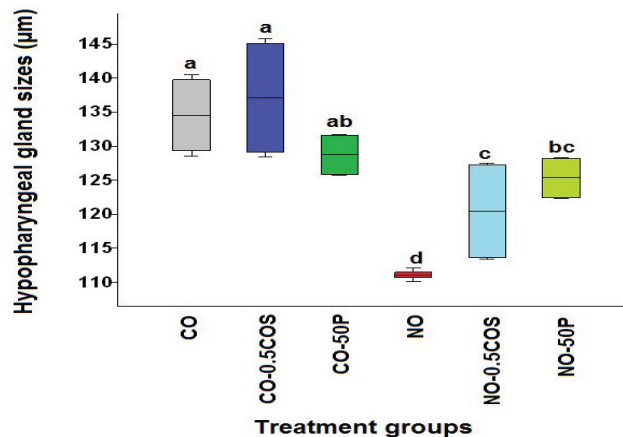 Hypopharyngeal gland sizes (µm)
145
140
135
130
125
120
115
110
a
a
ab
d
c
bc
CO
CO-0.5COS
CO-50P
NO
NO-0.5COS
NO-50P
Treatment groups